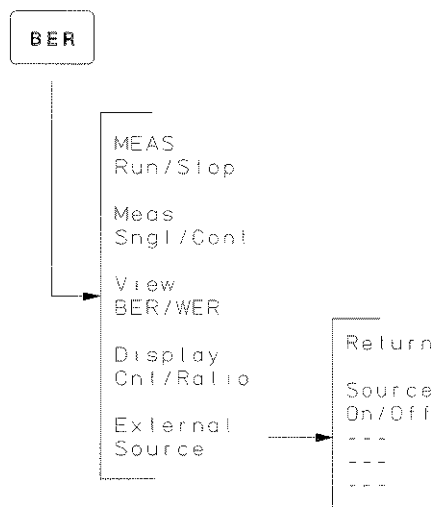 BER
MEAS
Run/Stop
Meas
Sngl/Cont
View
BER/WER
Display
Cnt/Ratio
External
Source
Return
Source
On/Off
---
---
---